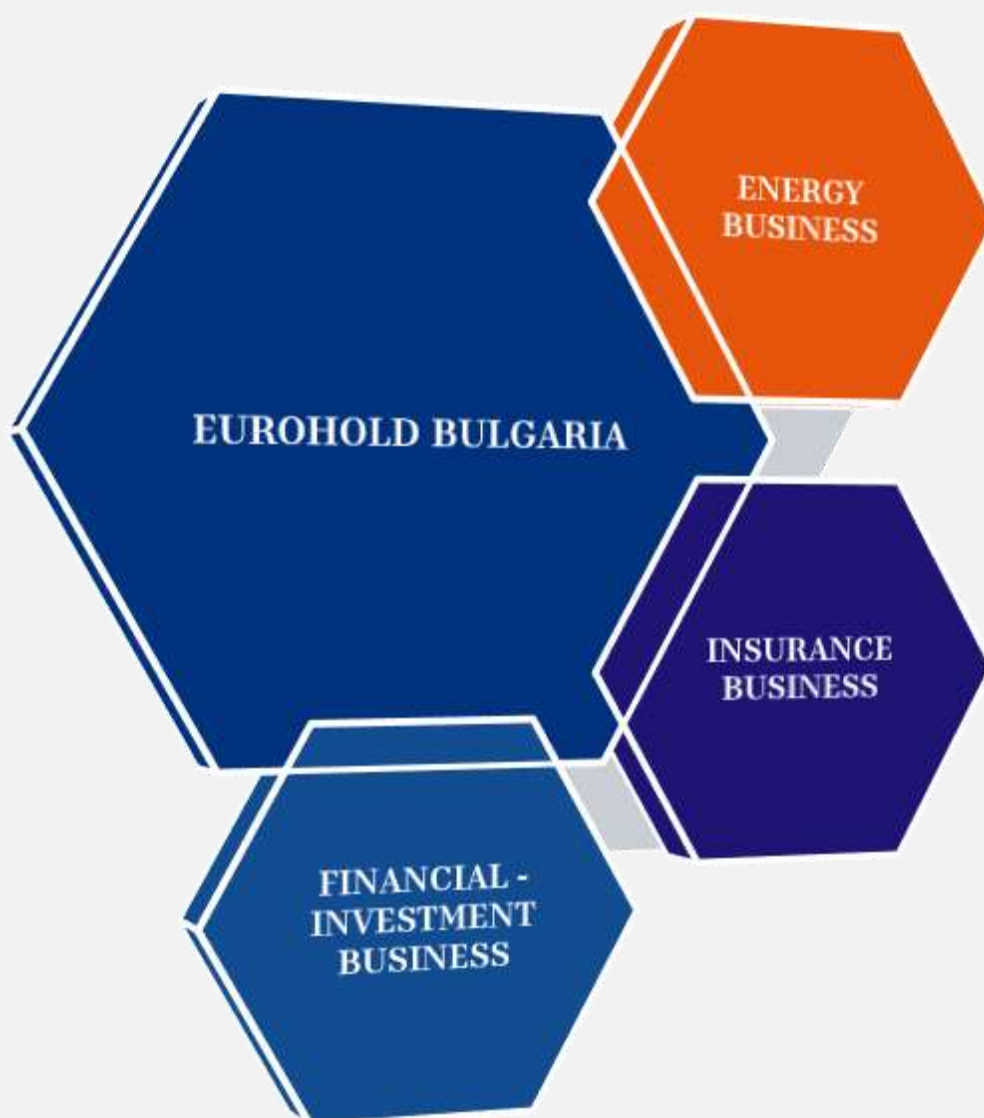 ENERGY
BUSINESS
EUROHOLD BULGARIA
INSURANCE
BUSINESS
FINANCIAL -
INVESTMENT
BUSINESS